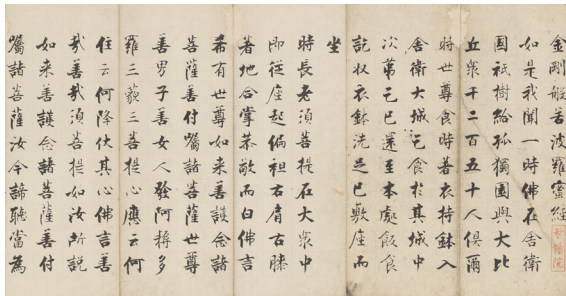 金剛般若波羅蜜經
如是我聞一時佛在舍衛
國祇樹給孤獨園與大比
丘衆千二百五十人俱爾
時世尊食時着衣持鉢入
舍衛大城乞食於其城中
次第乞已還至本處飯食
訖収衣鉢洗足已敷座而
坐
時長老須菩提在大衆中
即從座起偏袒右肩右膝
著地合掌恭敬而白佛言
希有世尊如来善護念諸
菩薩善付囑諸菩薩世尊
善男子善女人發阿耨多
羅三藐三菩提心應云何
住云何降伏其心佛言善
哉善哉須菩提如汝所説
如来善護念諸菩薩善付
囑諸菩薩汝今諦聽當為